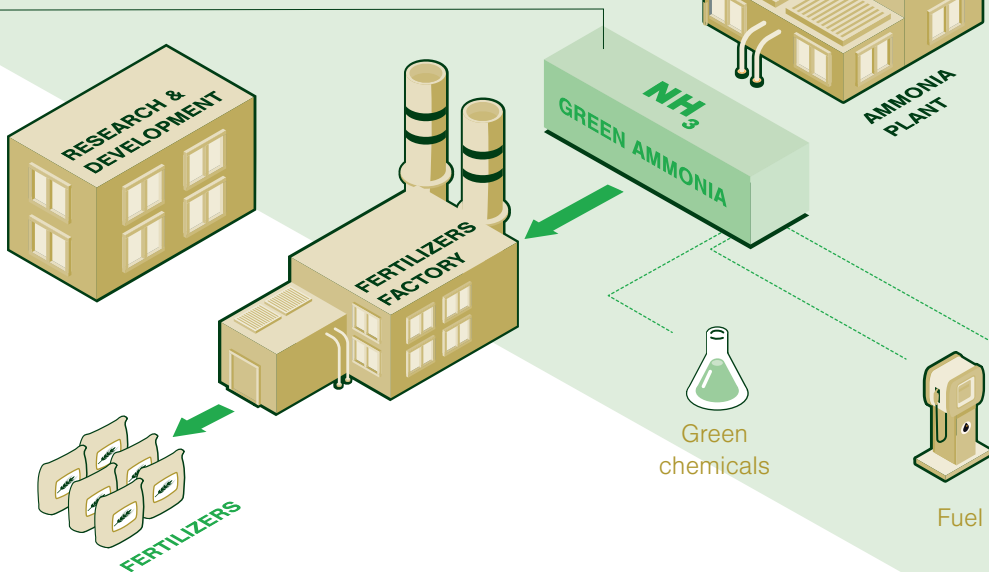 RESEARCH &
DEVELOPMENT
NH3
GREEN AMMONIA
AMMONIA
PLANT
FERTILIZERS
FACTORY
Green
chemicals
Fuel
FERTILIZERS